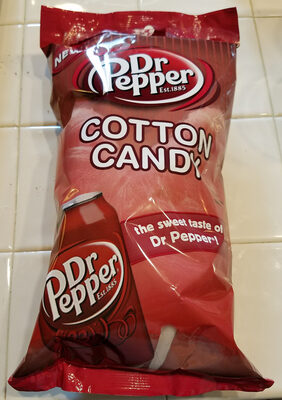 NEW
Dr
Pepper
EST.1885
COTTON
CANDY
the sweet taste of
Dr Pepper!
Dr
Pepper
EST.1885